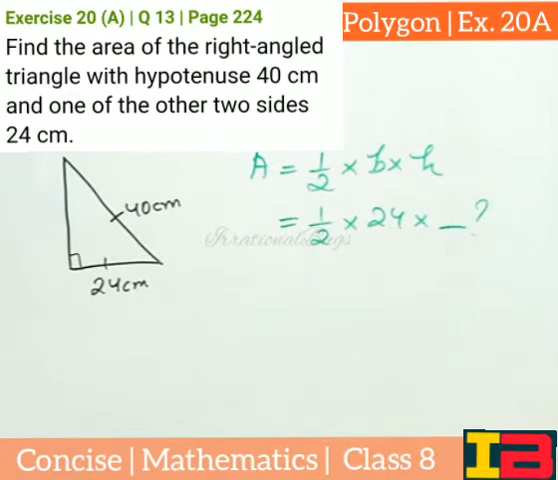 Exercise 20 (A) | Q 13 | Page 224
Polygon | Ex. 20A
Find the area of the right-angled
triangle with hypotenuse 40 cm
and one of the other two sides
24 cm.
A = 1/2 × b × h
= 1/2 × 24 × _ ?
40cm
24cm
Concise | Mathematics | Class 8
IB